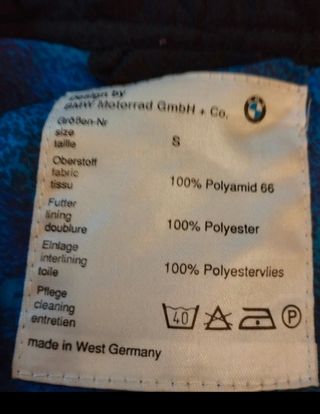 Design by
BMW Motorrad GmbH + Co.
Größen-Nr
size
taille S
Oberstoff
fabric
tissu 100% Polyamid 66
Futter
lining
doublure 100% Polyester
Einlage
interlining
toile 100% Polyestervlies
Pflege
cleaning
entretien 40 A P
made in West Germany